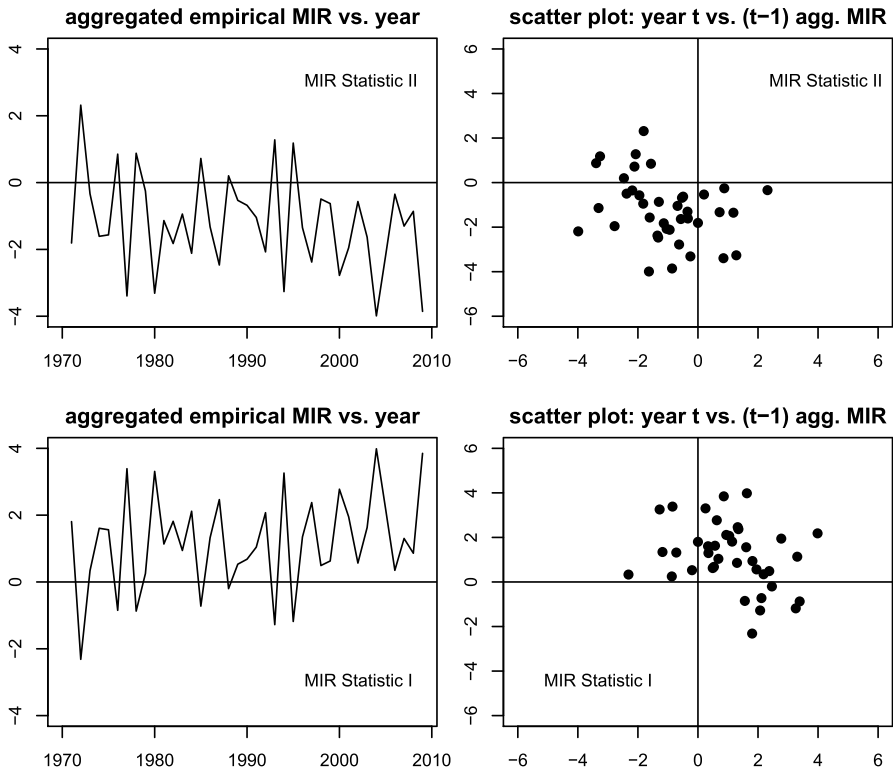 aggregated empirical MIR vs. year
4
2
0
−2
−4
MIR Statistic II
1970 1980 1990 2000 2010
scatter plot: year t vs. (t−1) agg. MIR
6
4
2
0
−2
−4
−6
MIR Statistic II
−6 −4 −2 0 2 4 6
aggregated empirical MIR vs. year
4
2
0
−2
−4
MIR Statistic I
1970 1980 1990 2000 2010
scatter plot: year t vs. (t−1) agg. MIR
6
4
2
0
−2
−4
−6
MIR Statistic I
−6 −4 −2 0 2 4 6